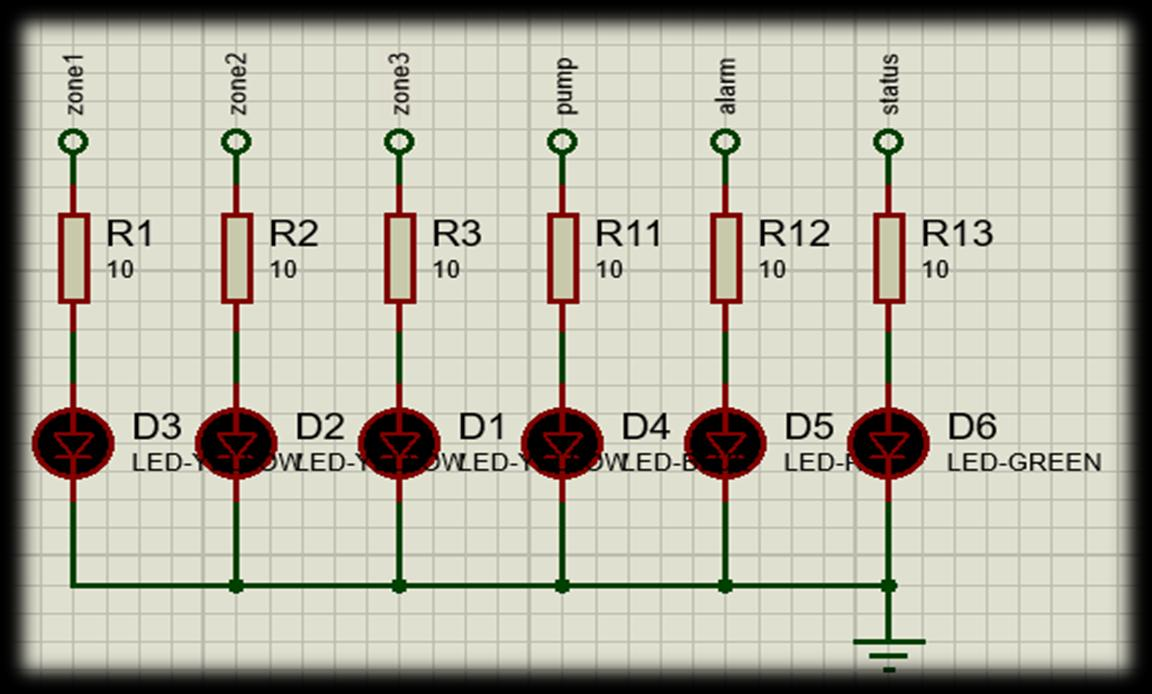 zone1 zone2 zone3 pump alarm status
R1 R2 R3 R11 R12 R13
10 10 10 10 10 10
D3 D2 D1 D4 D5 D6
LED-GREEN